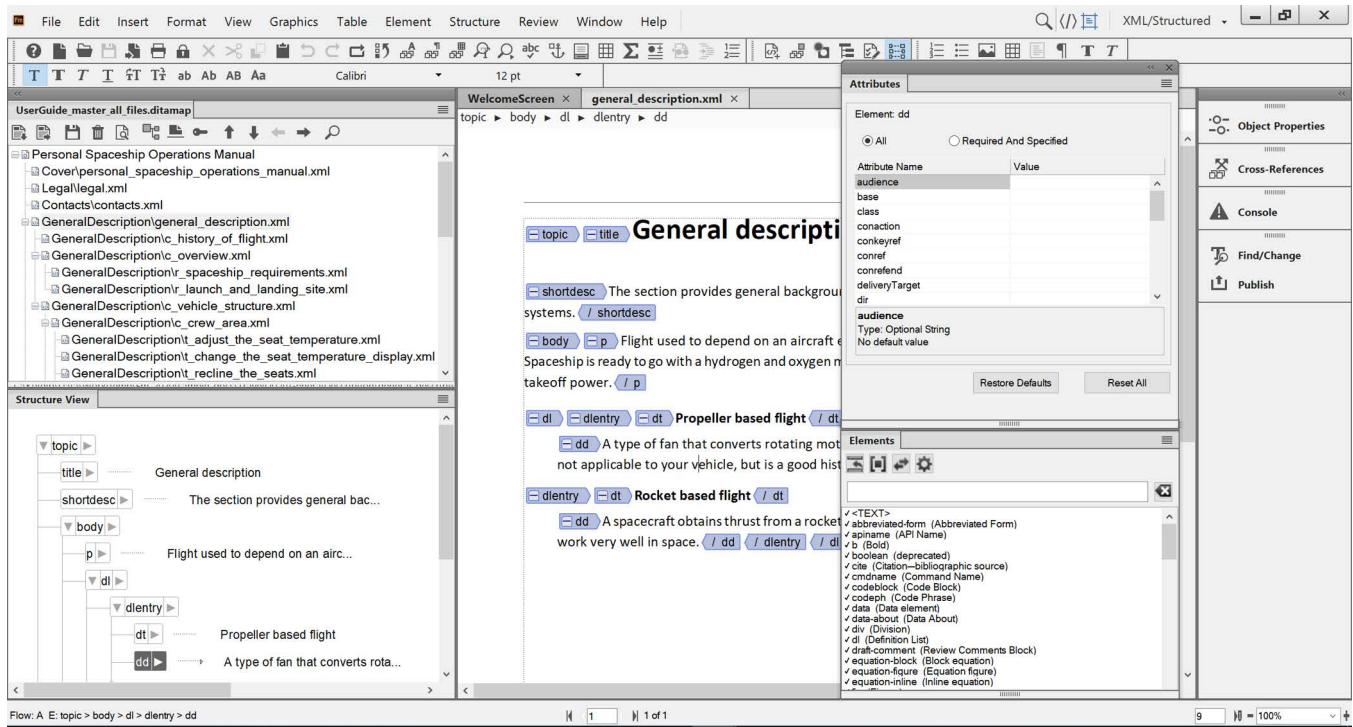 Fm File Edit Insert Format View Graphics Table Element Structure Review Window Help XML/Structured
T T T T T T ab Ab AB Aa Calibri 12 pt
UserGuide_master_all_files.ditamap
Personal Spaceship Operations Manual
Cover\personal_spaceship_operations_manual.xml
Legal\legal.xml
Contacts\contacts.xml
GeneralDescription\general_description.xml
GeneralDescription\c_history_of_flight.xml
GeneralDescription\c_overview.xml
GeneralDescription\r_spaceship_requirements.xml
GeneralDescription\r_launch_and_landing_site.xml
GeneralDescription\c_vehicle_structure.xml
GeneralDescription\c_crew_area.xml
GeneralDescription\t_adjust_the_seat_temperature.xml
GeneralDescription\t_change_the_seat_temperature_display.xml
GeneralDescription\t_recline_the_seats.xml
Structure View
topic
title General description
shortdesc The section provides general bac...
body
p Flight used to depend on an airc...
dl
dlentry
dt Propeller based flight
dd A type of fan that converts rota...
WelcomeScreen × general_description.xml ×
topic ► body ► dl ► dlentry ► dd
topic title General descripti
shortdesc The section provides general backgrou
systems. / shortdesc
body p Flight used to depend on an aircraft e
Spaceship is ready to go with a hydrogen and oxygen m
takeoff power. / p
dl dlentry dt Propeller based flight / dt
dd A type of fan that converts rotating mot
not applicable to your vehicle, but is a good hist
dlentry dt Rocket based flight / dt
dd A spacecraft obtains thrust from a rocket
work very well in space. / dd / dlentry / dl
Attributes
Element: dd
All Required And Specified
Attribute Name Value
audience
base
class
conaction
conkeyref
conref
conrefend
deliveryTarget
dir
audience
Type: Optional String
No default value
Restore Defaults Reset All
Elements
<TEXT>
abbreviated-form (Abbreviated Form)
apiname (API Name)
b (Bold)
boolean (deprecated)
cite (Citation—bibliographic source)
cmdname (Command Name)
codeblock (Code Block)
codeph (Code Phrase)
data (Data element)
data-about (Data About)
div (Division)
dl (Definition List)
draft-comment (Review Comments Block)
equation-block (Block equation)
equation-figure (Equation figure)
equation-inline (Inline equation)
Object Properties
Cross-References
Console
Find/Change
Publish
Flow: A E: topic > body > dl > dlentry > dd 1 1 of 1 9 100%